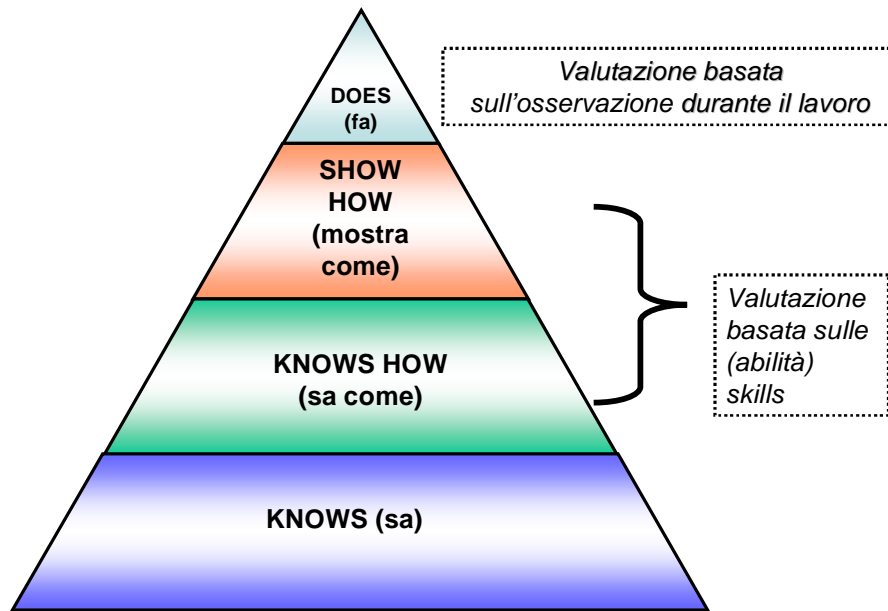 DOES
(fa)
Valutazione basata
sull'osservazione durante il lavoro
SHOW
HOW
(mostra
come)
Valutazione
basata sulle
(abilità)
skills
KNOWS HOW
(sa come)
KNOWS (sa)